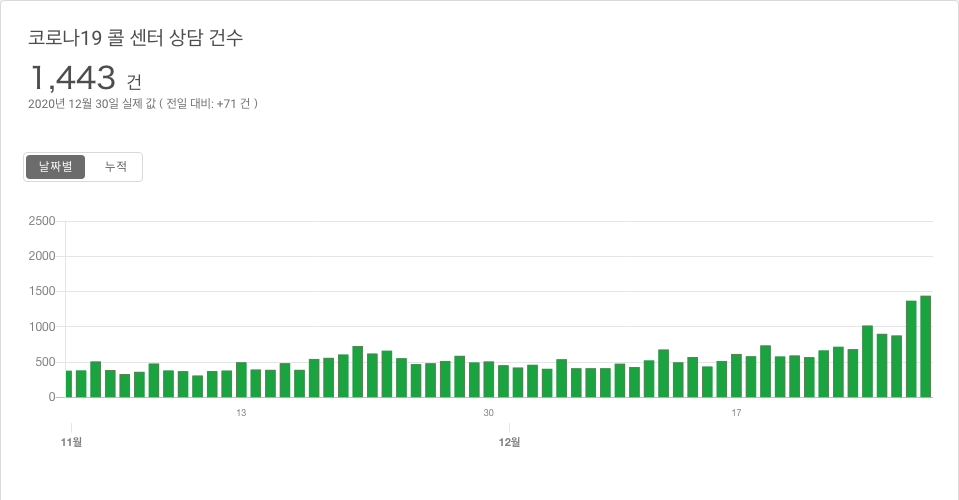 코로나19 콜 센터 상담 건수
1,443 건
2020년 12월 30일 실제 값 ( 전일 대비: +71 건 )
날짜별 누적
2500
2000
1500
1000
500
0
13 30 17
11월 12월